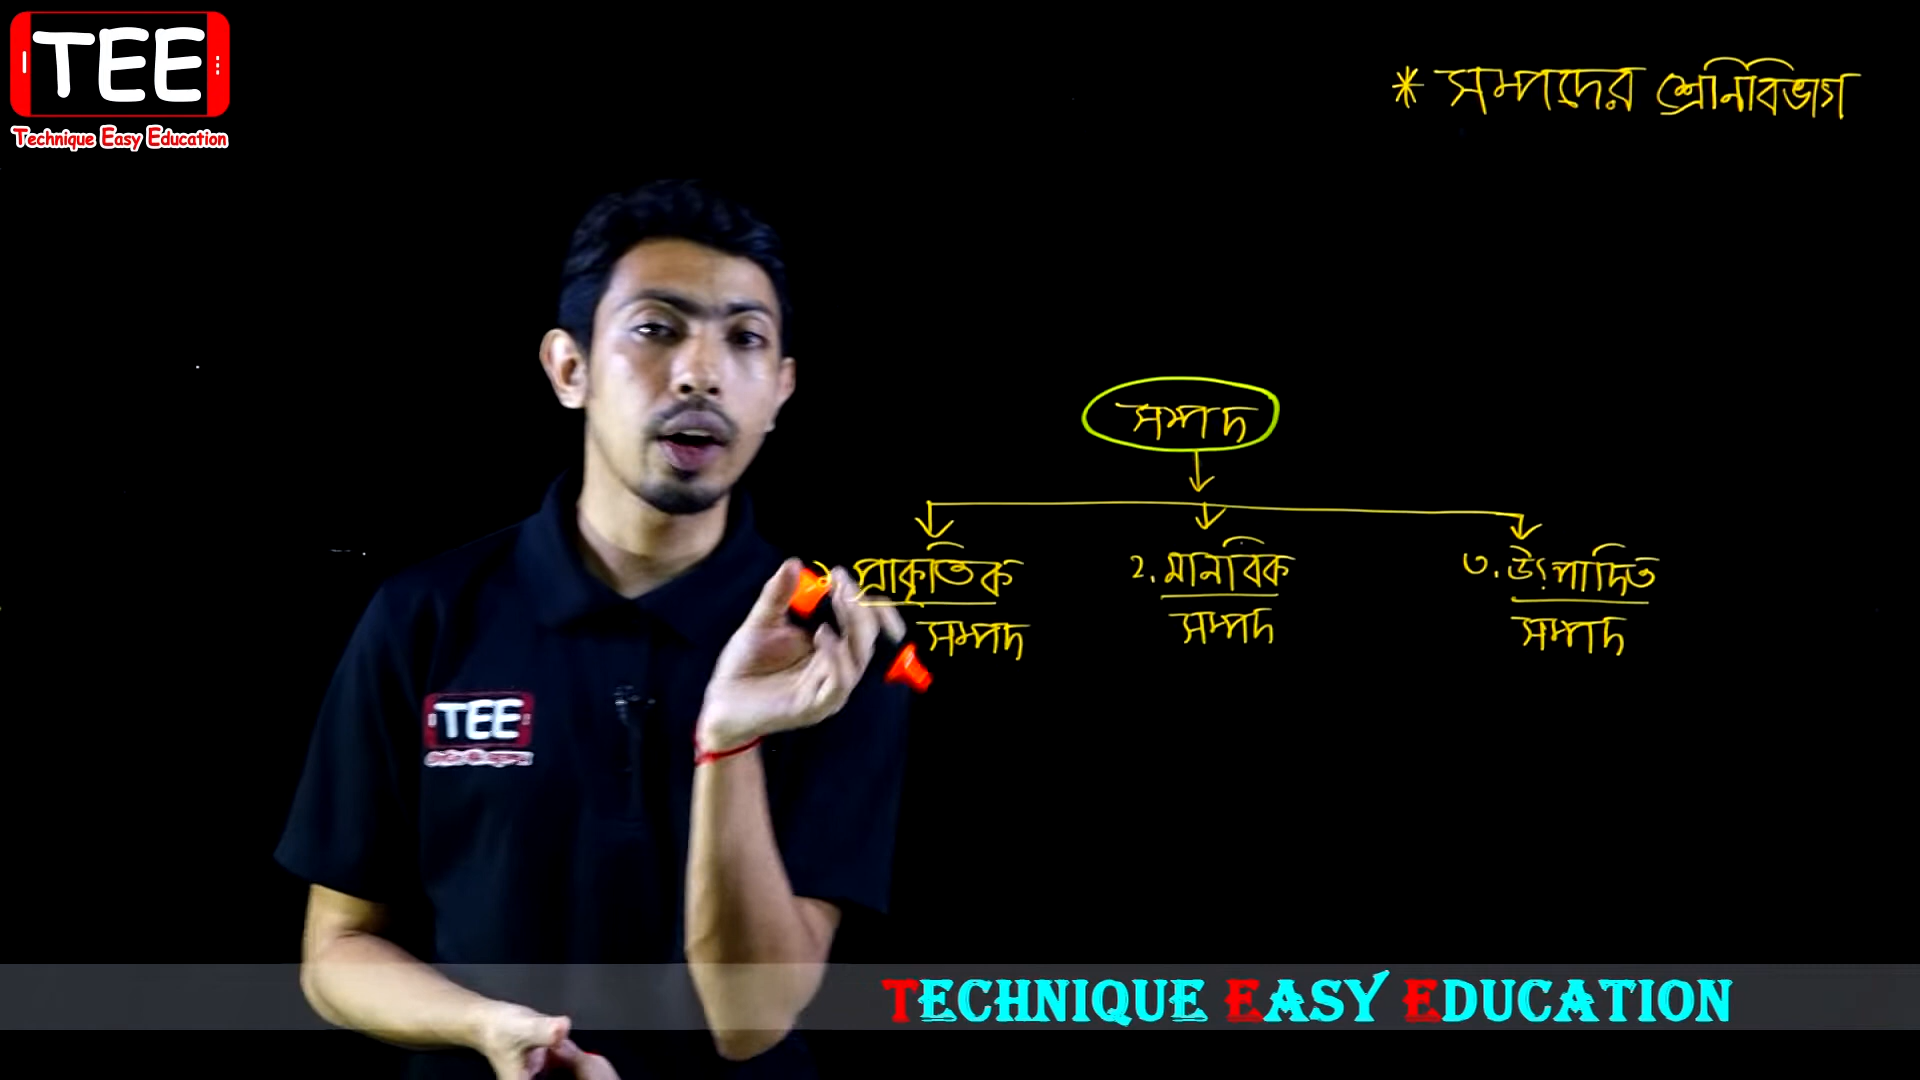 TEE
Technique Easy Education
* সম্পদের শ্রেনিবিভাগ
সম্পদ
১. প্রাকৃতিক
সম্পদ
২. মানবিক
সম্পদ
৩. উৎপাদিত
সম্পদ
TEE
TECHNIQUE EASY EDUCATION